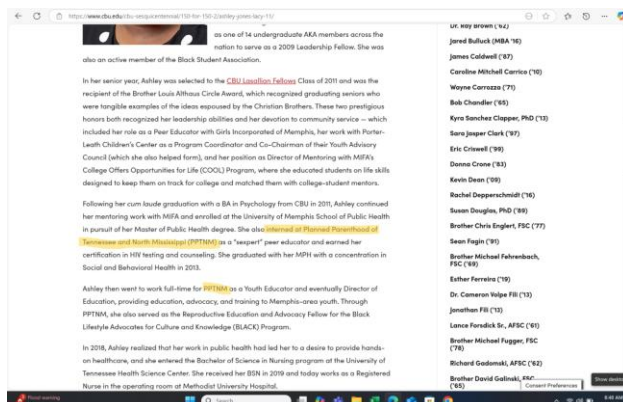 https://www.cbu.edu/cbu-sesquicentennial/150-for-150-2/ashley-jones-lacy-11/
as one of 14 undergraduate AKA members across the
nation to serve as a 2009 Leadership Fellow. She was
also an active member of the Black Student Association.
In her senior year, Ashley was selected to the CBU Lasallian Fellows Class of 2011 and was the
recipient of the Brother Louis Althaus Circle Award, which recognized graduating seniors who
were tangible examples of the ideas espoused by the Christian Brothers. These two prestigious
honors both recognized her leadership abilities and her devotion to community service — which
included her role as a Peer Educator with Girls Incorporated of Memphis, her work with Porter-
Leath Children's Center as a Program Coordinator and Co-Chairman of their Youth Advisory
Council (which she also helped form), and her position as Director of Mentoring with MIFA's
College Offers Opportunities for Life (COOL) Program, where she educated students on life skills
designed to keep them on track for college and matched them with college-student mentors.
Following her cum laude graduation with a BA in Psychology from CBU in 2011, Ashley continued
her mentoring work with MIFA and enrolled at the University of Memphis School of Public Health
in pursuit of her Master of Public Health degree. She also interned at Planned Parenthood of
Tennessee and North Mississippi (PPTNM) as a "sexpert" peer educator and earned her
certification in HIV testing and counseling. She graduated with her MPH with a concentration in
Social and Behavioral Health in 2013.
Ashley then went to work full-time for PPTNM as a Youth Educator and eventually Director of
Education, providing education, advocacy, and training to Memphis-area youth. Through
PPTNM, she also served as the Reproductive Education and Advocacy Fellow for the Black
Lifestyle Advocates for Culture and Knowledge (BLACK) Program.
In 2018, Ashley realized that her work in public health had led her to a desire to provide hands-
on healthcare, and she entered the Bachelor of Science in Nursing program at the University of
Tennessee Health Science Center. She received her BSN in 2019 and today works as a Registered
Nurse in the operating room at Methodist University Hospital.
Dr. Ray Brown ('62)
Jared Bulluck (MBA '16)
James Caldwell ('87)
Caroline Mitchell Carrico ('10)
Wayne Carrozza ('71)
Bob Chandler ('65)
Kyra Sanchez Clapper, PhD ('13)
Sara Jasper Clark ('97)
Eric Criswell ('99)
Donna Crone ('83)
Kevin Dean ('09)
Rachel Depperschmidt ('16)
Susan Douglas, PhD ('89)
Brother Chris Englert, FSC ('77)
Sean Fagin ('91)
Brother Michael Fehrenbach,
FSC ('69)
Esther Ferreira ('19)
Dr. Cameron Volpe Fili ('13)
Jonathan Fili ('13)
Lance Forsdick Sr., AFSC ('61)
Brother Michael Fugger, FSC
('78)
Richard Gadomski, AFSC ('62)
Brother David Galinski, FSC
('65)
Consent Preferences
Show desktop
Search
8:48 AM